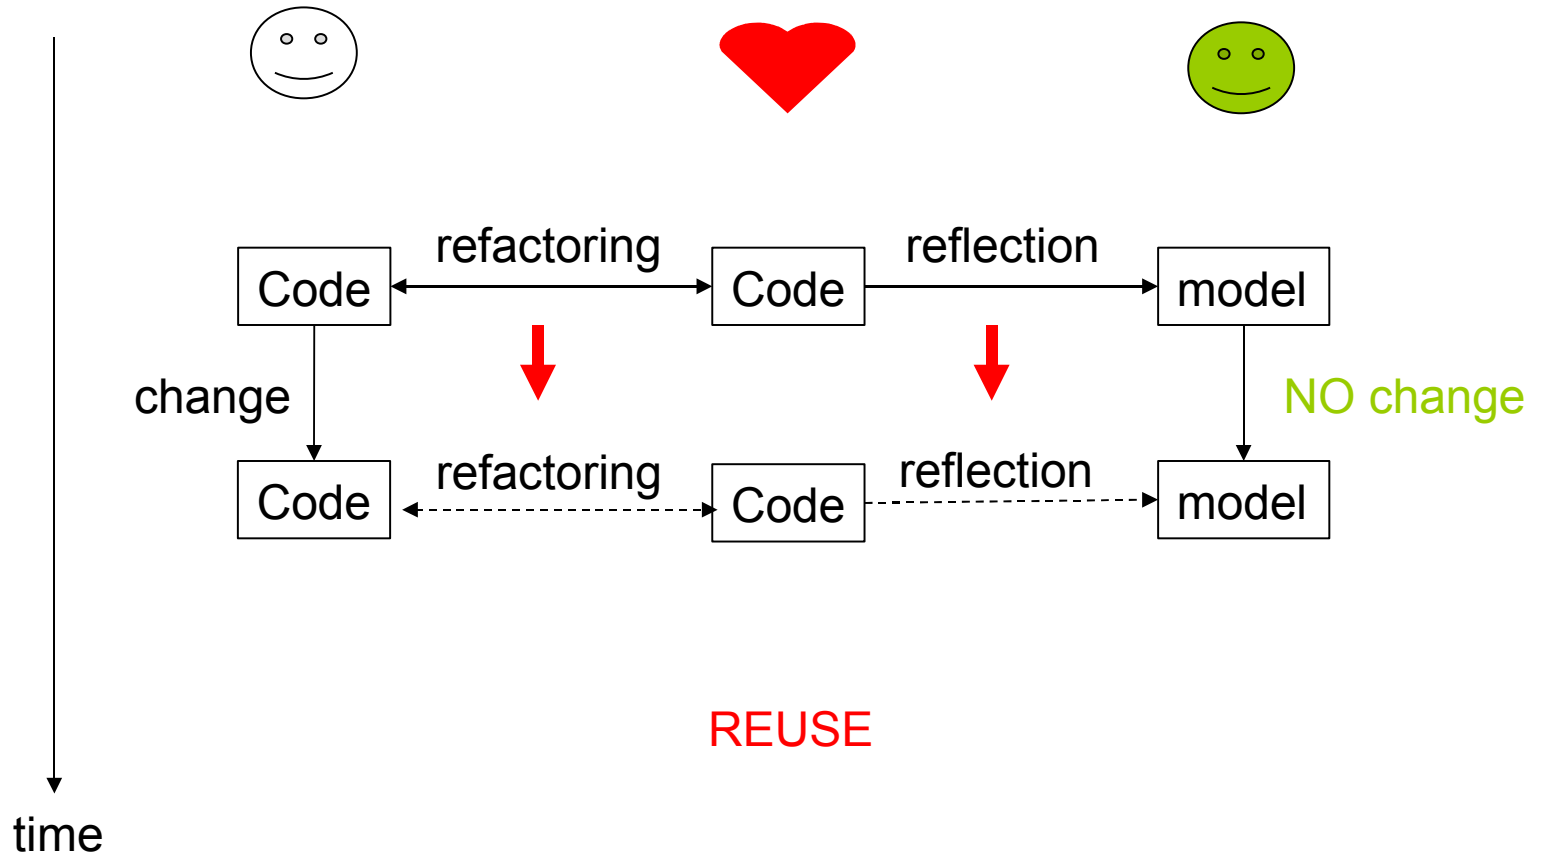 refactoring
reflection
Code
Code
model
change
NO change
refactoring
reflection
Code
Code
model
REUSE
time